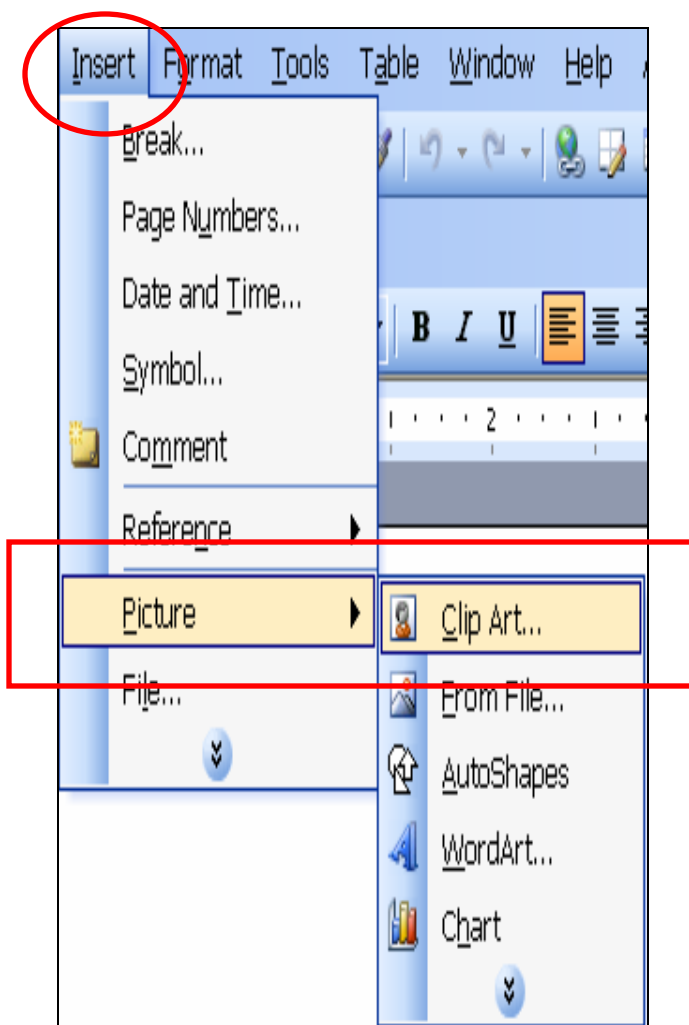 Insert Format Tools Table Window Help
Break...
Page Numbers...
Date and Time...
B I U
Symbol...
2
Comment
Reference
Picture
Clip Art...
File...
From File...
AutoShapes
WordArt...
Chart